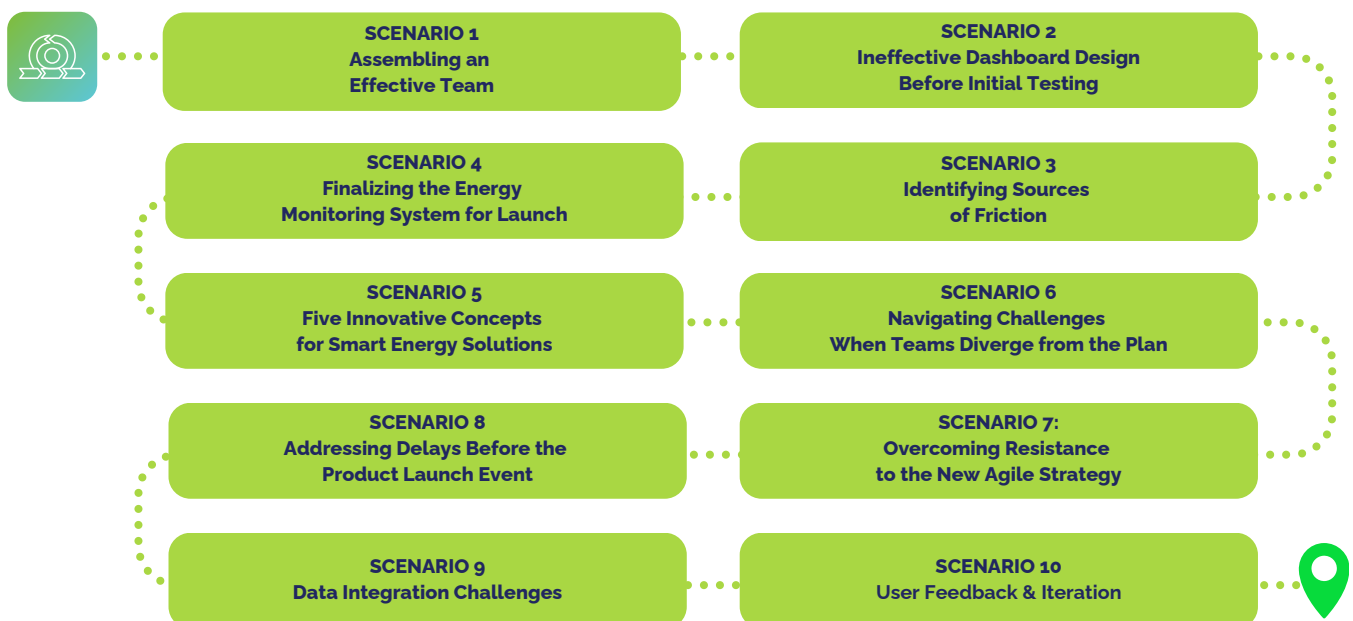 SCENARIO 1
Assembling an
Effective Team
SCENARIO 2
Ineffective Dashboard Design
Before Initial Testing
SCENARIO 3
Identifying Sources
of Friction
SCENARIO 4
Finalizing the Energy
Monitoring System for Launch
SCENARIO 5
Five Innovative Concepts
for Smart Energy Solutions
SCENARIO 6
Navigating Challenges
When Teams Diverge from the Plan
SCENARIO 7:
Overcoming Resistance
to the New Agile Strategy
SCENARIO 8
Addressing Delays Before the
Product Launch Event
SCENARIO 9
Data Integration Challenges
SCENARIO 10
User Feedback & Iteration